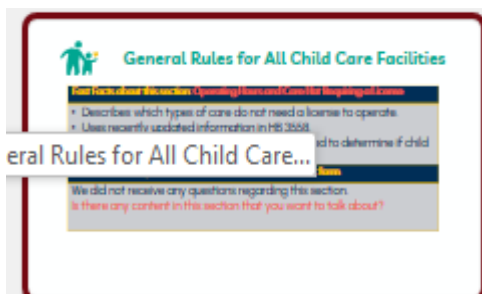 General Rules for All Child Care Facilities
Fast Facts about this section: Operating Hours and Care Not Requiring a License
• Describes which types of care do not need a license to operate.
• Uses recently updated information in HB 3558.
ed to determine if child
eral Rules for All Child Care...
form
We did not receive any questions regarding this section.
Is there any content in this section that you want to talk about?